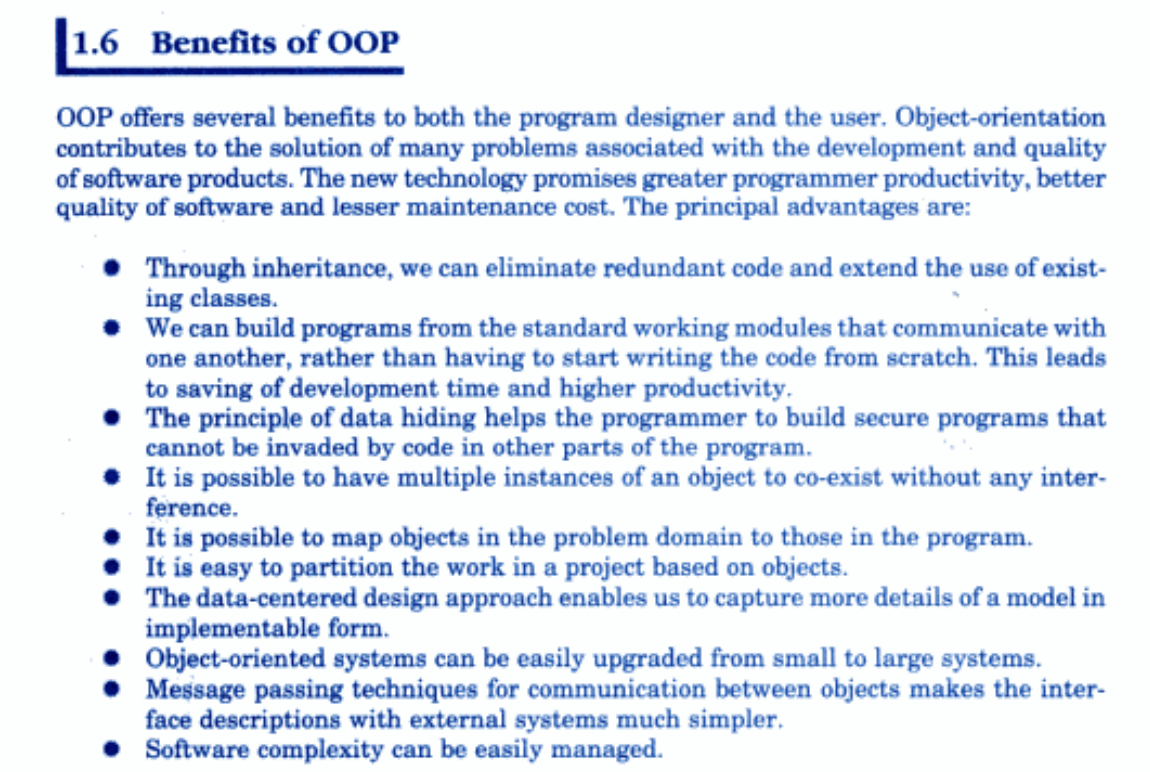 1.6 Benefits of OOP
OOP offers several benefits to both the program designer and the user. Object-orientation
contributes to the solution of many problems associated with the development and quality
of software products. The new technology promises greater programmer productivity, better
quality of software and lesser maintenance cost. The principal advantages are:
● Through inheritance, we can eliminate redundant code and extend the use of exist-
ing classes.
● We can build programs from the standard working modules that communicate with
one another, rather than having to start writing the code from scratch. This leads
to saving of development time and higher productivity.
● The principle of data hiding helps the programmer to build secure programs that
cannot be invaded by code in other parts of the program.
● It is possible to have multiple instances of an object to co-exist without any inter-
ference.
● It is possible to map objects in the problem domain to those in the program.
● It is easy to partition the work in a project based on objects.
● The data-centered design approach enables us to capture more details of a model in
implementable form.
● Object-oriented systems can be easily upgraded from small to large systems.
● Message passing techniques for communication between objects makes the inter-
face descriptions with external systems much simpler.
● Software complexity can be easily managed.